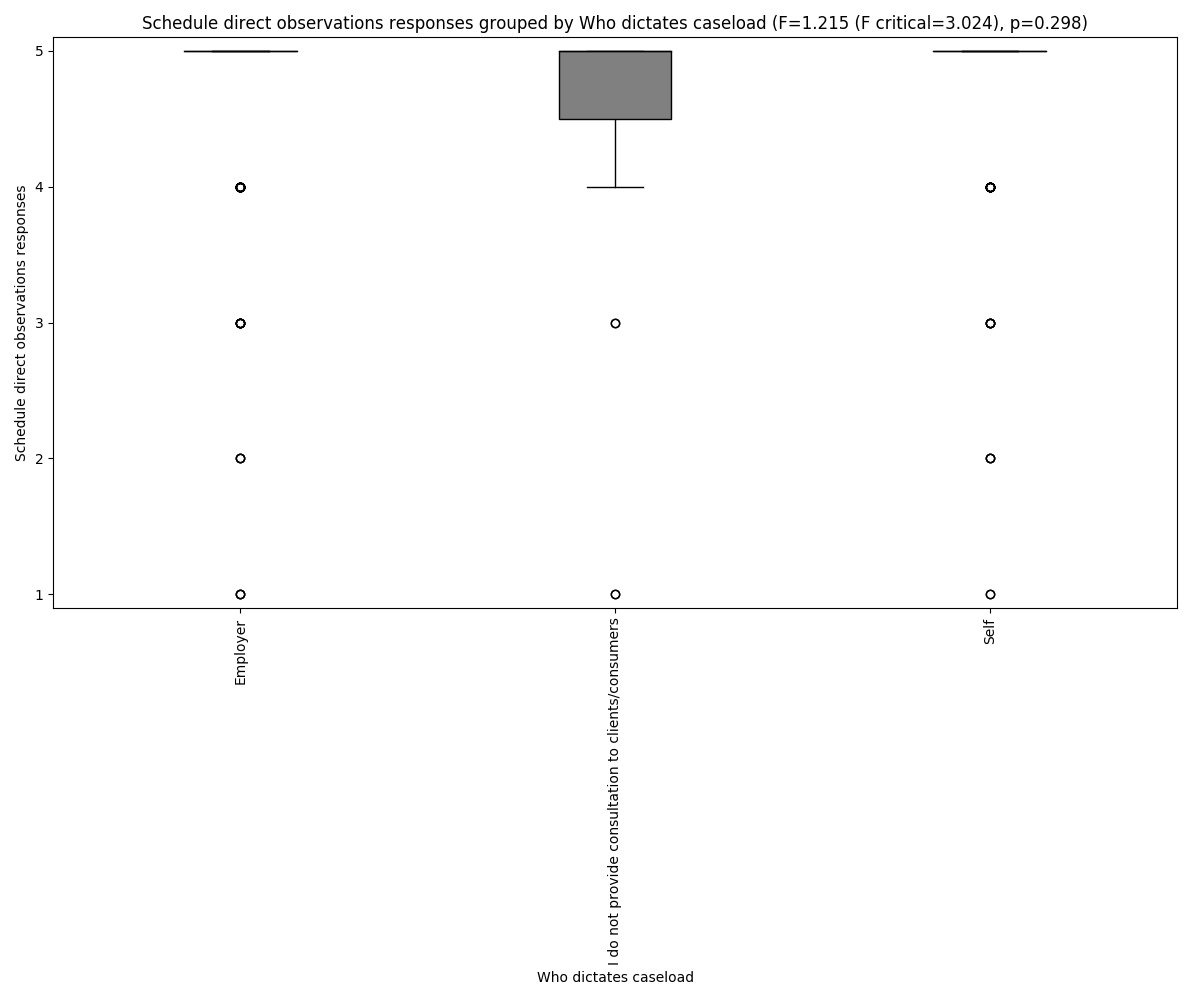 Schedule direct observations responses grouped by Who dictates caseload (F=1.215 (F critical=3.024), p=0.298)
Schedule direct observations responses
5
4
3
2
1
Employer
I do not provide consultation to clients/consumers
Self
Who dictates caseload